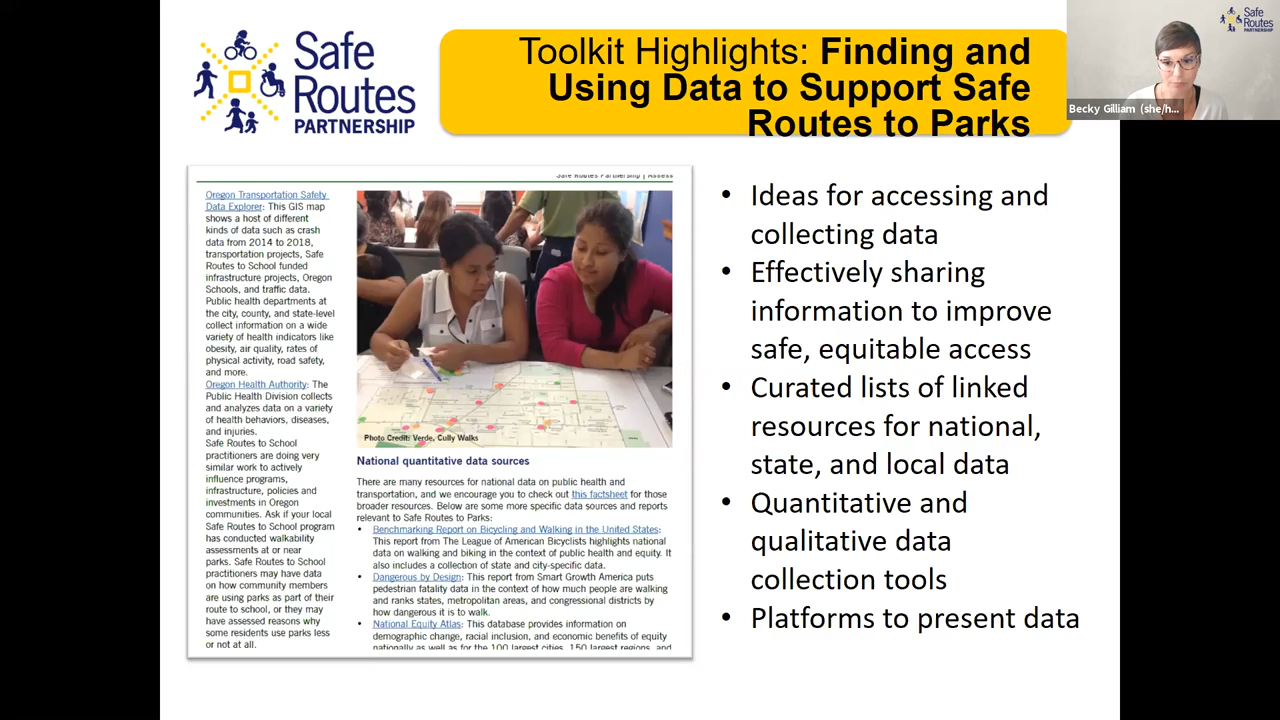 Safe
Routes
PARTNERSHIP
Toolkit Highlights: Finding and
Using Data to Support Safe
Routes to Parks
Safe
Routes
PARTNERSHIP
Becky Gilliam (she/h...
Safe Routes Partnership | Assess
Oregon Transportation Safety
Data Explorer: This GIS map
shows a host of different
kinds of data such as crash
data from 2014 to 2018,
transportation projects, Safe
Routes to School funded
infrastructure projects, Oregon
Schools, and traffic data.
Public health departments at
the city, county, and state-level
collect information on a wide
variety of health indicators like
obesity, air quality, rates of
physical activity, road safety,
and more.
Oregon Health Authority: The
Public Health Division collects
and analyzes data on a variety
of health behaviors, diseases,
and injuries.
Safe Routes to School
practitioners are doing very
similar work to actively
influence programs,
infrastructure, policies and
investments in Oregon
communities. Ask if your local
Safe Routes to School program
has conducted walkability
assessments at or near
parks. Safe Routes to School
practitioners may have data
on how community members
are using parks as part of their
route to school, or they may
have assessed reasons why
some residents use parks less
or not at all.
Photo Credit: Verde, Cully Walks
National quantitative data sources
There are many resources for national data on public health and
transportation, and we encourage you to check out this factsheet for those
broader resources. Below are some more specific data sources and reports
relevant to Safe Routes to Parks:
• Benchmarking Report on Bicycling and Walking in the United States:
This report from The League of American Bicyclists highlights national
data on walking and biking in the context of public health and equity. It
also includes a collection of state and city-specific data.
• Dangerous by Design: This report from Smart Growth America puts
pedestrian fatality data in the context of how much people are walking
and ranks states, metropolitan areas, and congressional districts by
how dangerous it is to walk.
• National Equity Atlas: This database provides information on
demographic change, racial inclusion, and economic benefits of equity
nationally as well as for the 100 largest cities, 150 largest regions, and
• Ideas for accessing and
collecting data
• Effectively sharing
information to improve
safe, equitable access
• Curated lists of linked
resources for national,
state, and local data
• Quantitative and
qualitative data
collection tools
• Platforms to present data